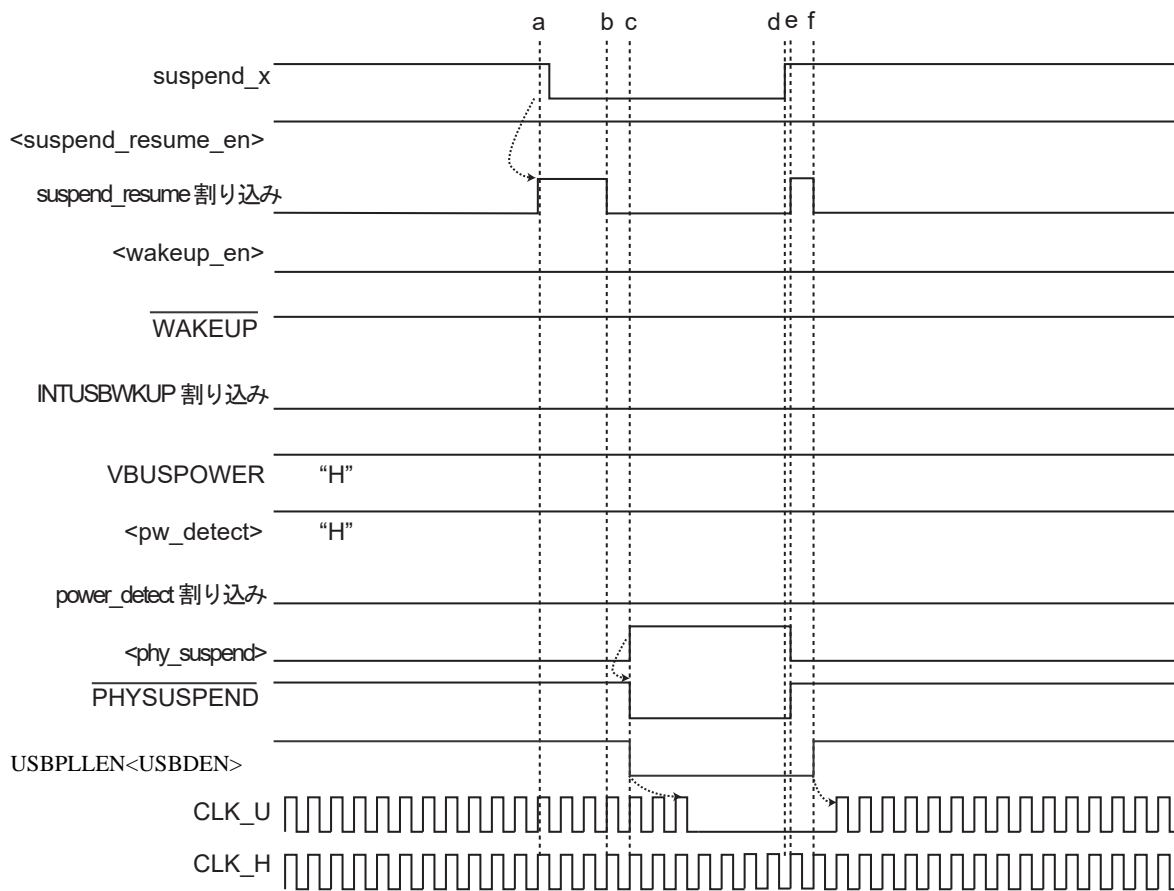 a b c d e f
suspend_x
<suspend_resume_en>
suspend_resume 割り込み
<wakeup_en>
WAKEUP
INTUSBWKUP 割り込み
VBUSPOWER “H”
<pw_detect> “H”
power_detect 割り込み
<phy_suspend>
PHYSUSPEND
USBPLLEN<USBDEN>
CLK_U
CLK_H